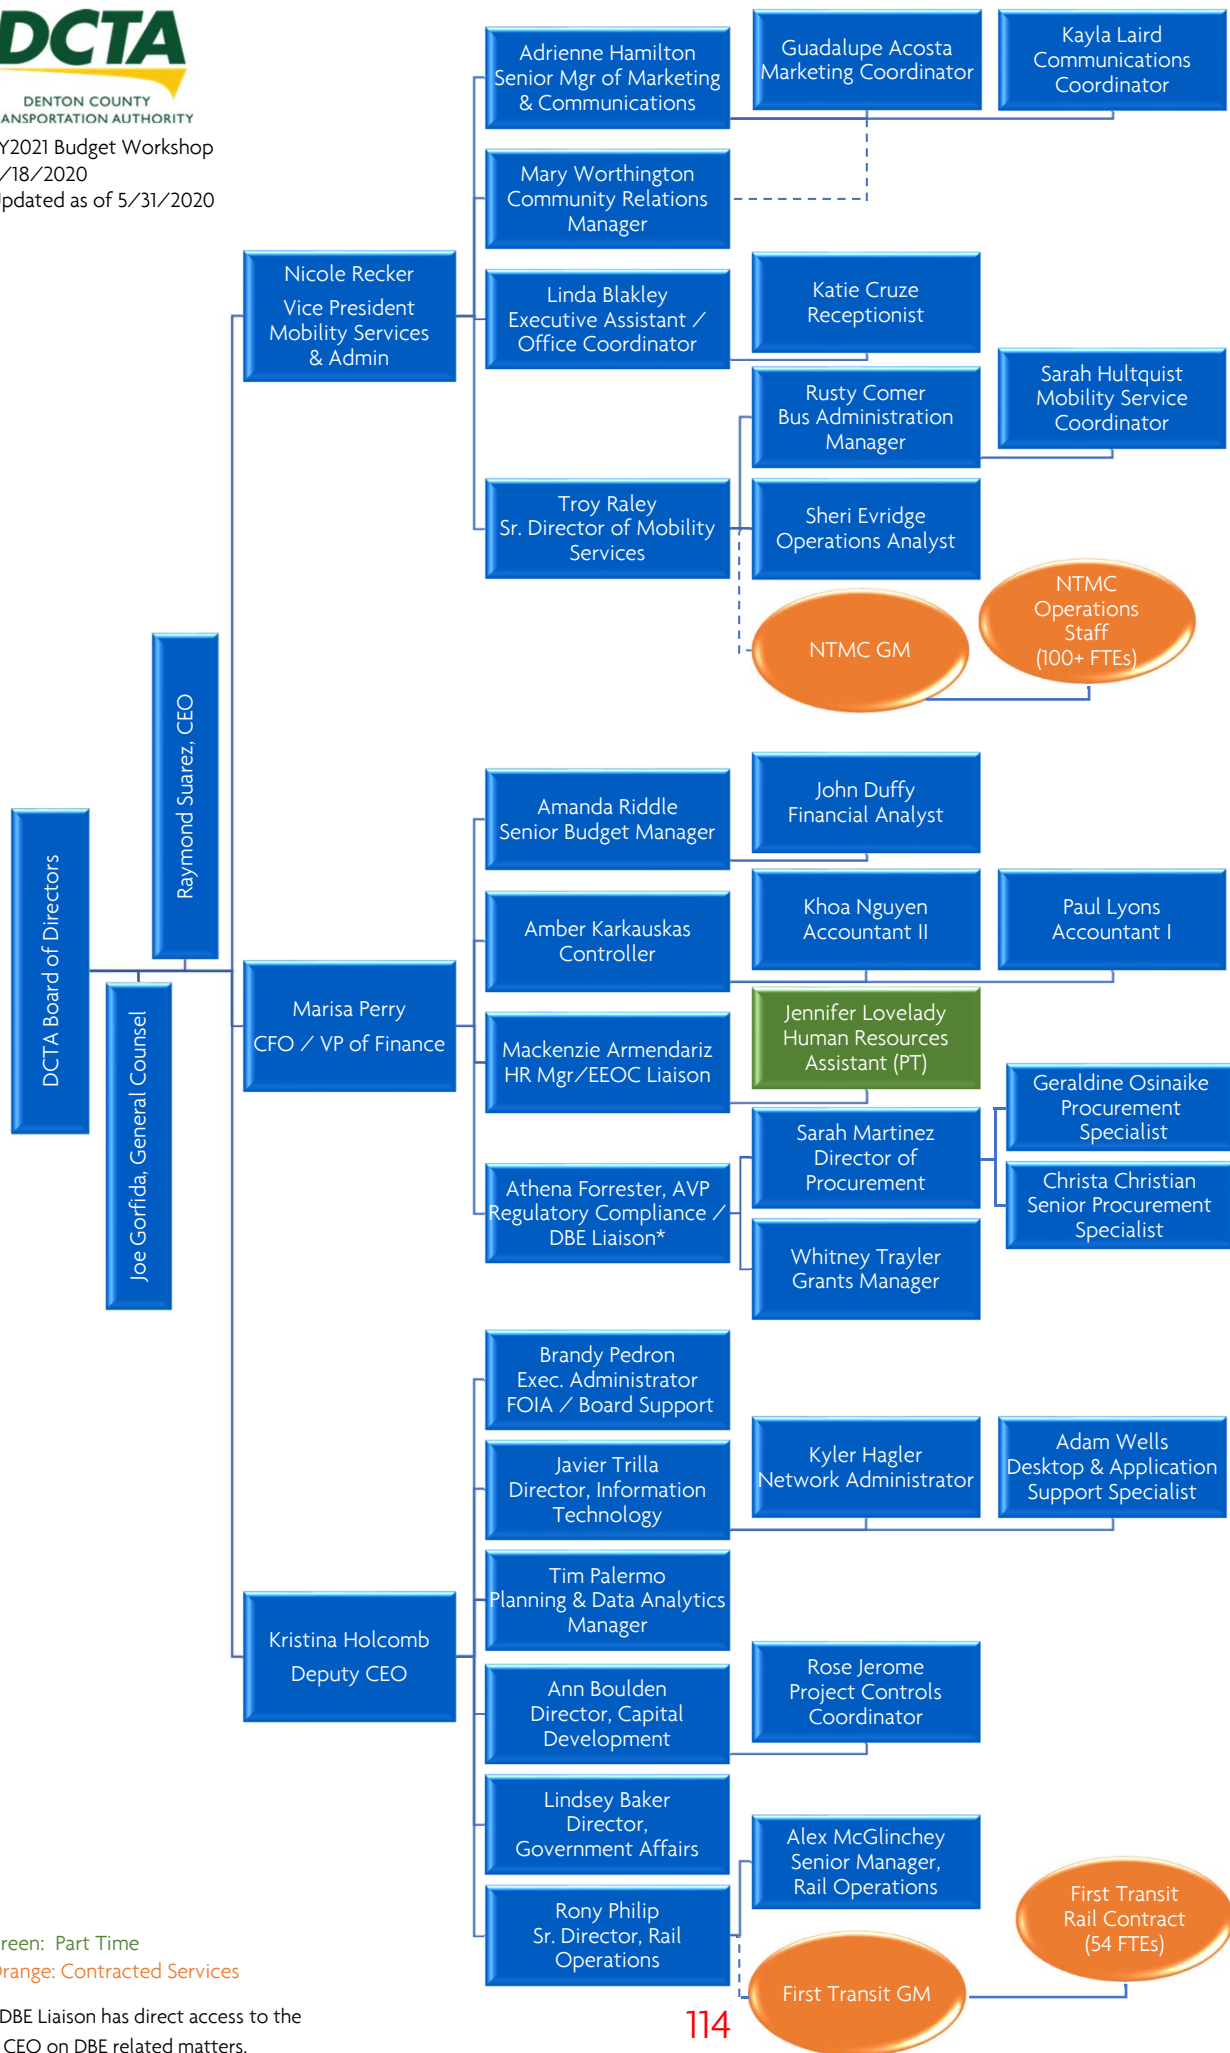 DCTA
DENTON COUNTY
ANSPORTATION AUTHORITY
Y2021 Budget Workshop
/18/2020
pdated as of 5/31/2020
Adrienne Hamilton
Senior Mgr of Marketing
& Communications
Guadalupe Acosta
Marketing Coordinator
Kayla Laird
Communications
Coordinator
Mary Worthington
Community Relations
Manager
Nicole Recker
Vice President
Mobility Services
& Admin
Linda Blakley
Executive Assistant /
Office Coordinator
Katie Cruze
Receptionist
Rusty Comer
Bus Administration
Manager
Sarah Hultquist
Mobility Service
Coordinator
Troy Raley
Sr. Director of Mobility
Services
Sheri Evridge
Operations Analyst
NTMC GM
NTMC
Operations
Staff
(100+ FTEs)
Raymond Suarez, CEO
DCTA Board of Directors
Joe Gorfida, General Counsel
Amanda Riddle
Senior Budget Manager
John Duffy
Financial Analyst
Marisa Perry
CFO / VP of Finance
Amber Karkauskas
Controller
Khoa Nguyen
Accountant II
Paul Lyons
Accountant I
Mackenzie Armendariz
HR Mgr/EEOC Liaison
Jennifer Lovelady
Human Resources
Assistant (PT)
Athena Forrester, AVP
Regulatory Compliance /
DBE Liaison*
Sarah Martinez
Director of
Procurement
Geraldine Osinaike
Procurement
Specialist
Christa Christian
Senior Procurement
Specialist
Whitney Trayler
Grants Manager
Brandy Pedron
Exec. Administrator
FOIA / Board Support
Javier Trilla
Director, Information
Technology
Kyler Hagler
Network Administrator
Adam Wells
Desktop & Application
Support Specialist
Kristina Holcomb
Deputy CEO
Tim Palermo
Planning & Data Analytics
Manager
Ann Boulden
Director, Capital
Development
Rose Jerome
Project Controls
Coordinator
Lindsey Baker
Director,
Government Affairs
Rony Philip
Sr. Director, Rail
Operations
Alex McGlinchey
Senior Manager,
Rail Operations
First Transit GM
First Transit
Rail Contract
(54 FTEs)
reen: Part Time
range: Contracted Services
DBE Liaison has direct access to the
CEO on DBE related matters.
114